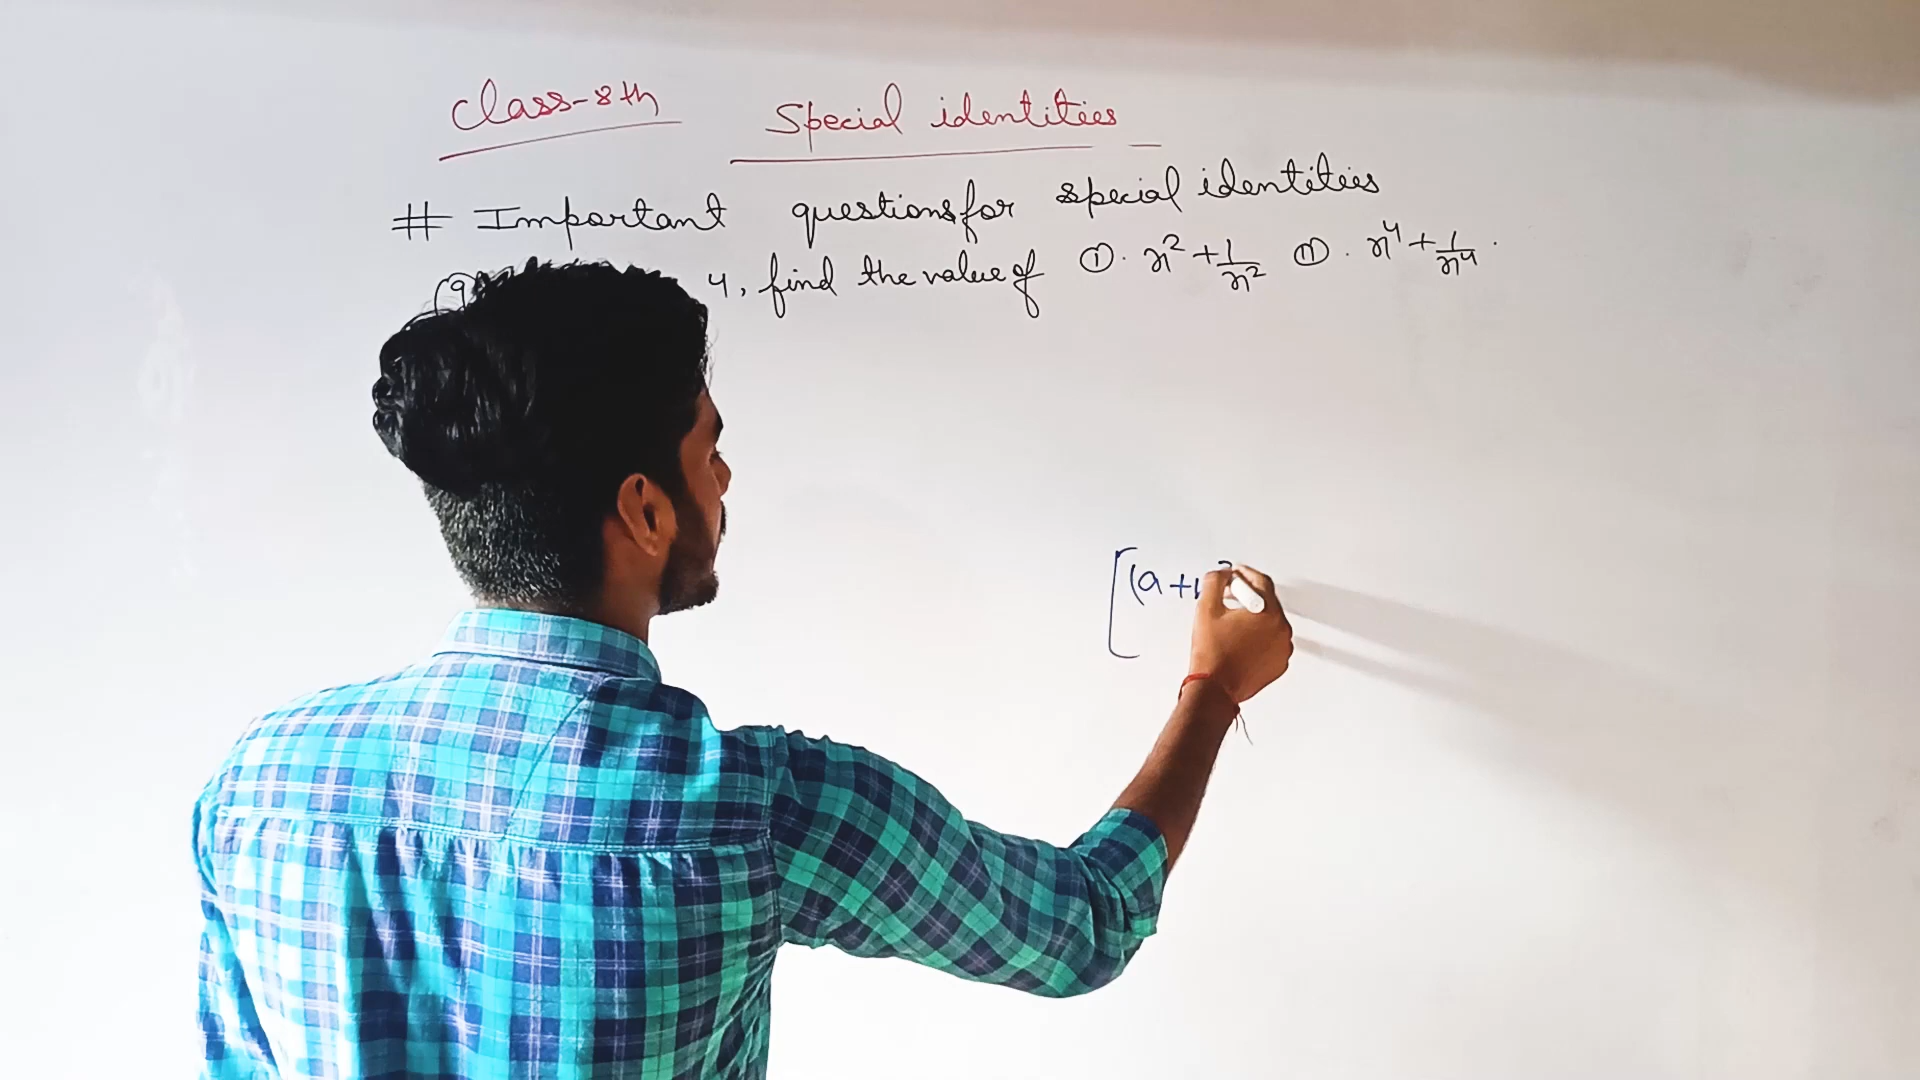 Class-8th Special identities
# Important questions for special identities
4, find the value of ①. x² + 1/x² ⑪. x⁴ + 1/x⁴.
[(a+